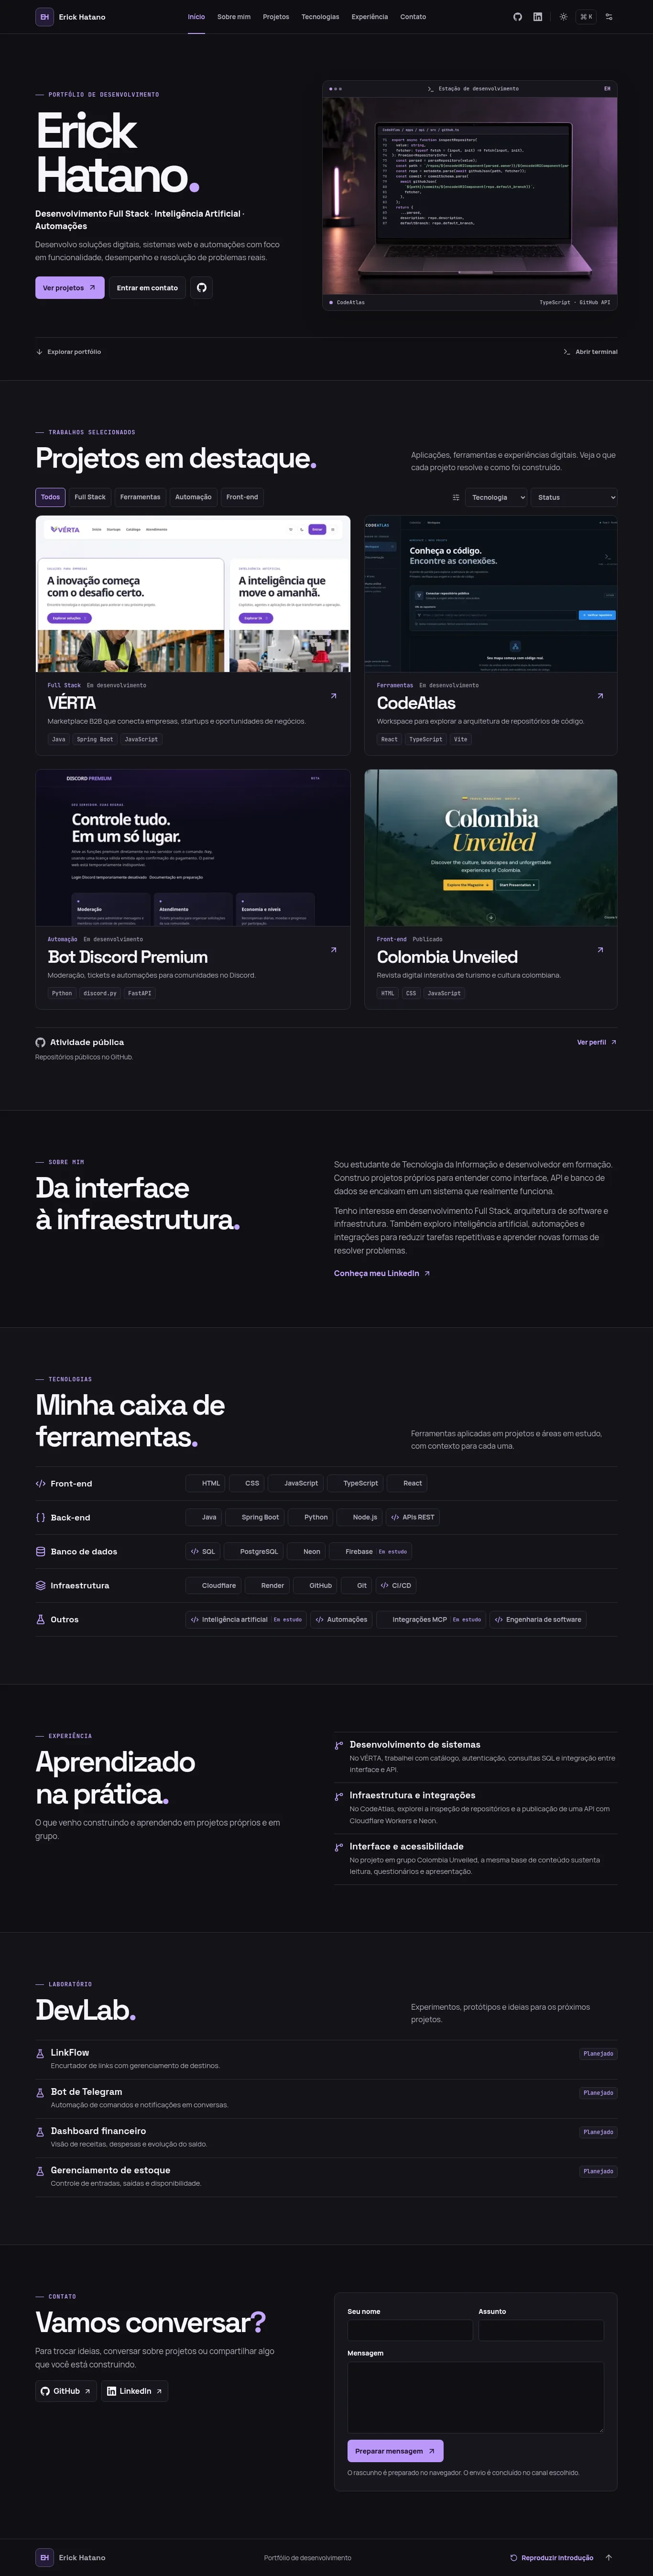 EH Erick Hatano Início Sobre mim Projetos Tecnologias Experiência Contato ⌘ K
PORTFÓLIO DE DESENVOLVIMENTO
Erick
Hatano.
Desenvolvimento Full Stack · Inteligência Artificial ·
Automações
Desenvolvo soluções digitais, sistemas web e automações com foco
em funcionalidade, desempenho e resolução de problemas reais.
Ver projetos Entrar em contato
Estação de desenvolvimento EH
CodeAtlas TypeScript · GitHub API
Explorar portfólio Abrir terminal
TRABALHOS SELECIONADOS
Projetos em destaque.
Aplicações, ferramentas e experiências digitais. Veja o que
cada projeto resolve e como foi construído.
Todos Full Stack Ferramentas Automação Front-end Tecnologia Status
VÉRTA
A inovação começa
com o desafio certo.
A inteligência que
move o amanhã.
Full Stack Em desenvolvimento
VÉRTA
Marketplace B2B que conecta empresas, startups e oportunidades de negócios.
Java Spring Boot JavaScript
CODEATLAS
Conheça o código.
Encontre as conexões.
Ferramentas Em desenvolvimento
CodeAtlas
Workspace para explorar a arquitetura de repositórios de código.
React TypeScript Vite
DISCORD PREMIUM
Controle tudo.
Em um só lugar.
Moderação Atendimento Economia e níveis
Automação Em desenvolvimento
Bot Discord Premium
Moderação, tickets e automações para comunidades no Discord.
Python discord.py FastAPI
Colombia
Unveiled
Discover the culture, landscapes and unforgettable
experiences of Colombia.
Explore the Magazine Start Presentation
Front-end Publicado
Colombia Unveiled
Revista digital interativa de turismo e cultura colombiana.
HTML CSS JavaScript
Atividade pública Ver perfil
Repositórios públicos no GitHub.
SOBRE MIM
Da interface
à infraestrutura.
Sou estudante de Tecnologia da Informação e desenvolvedor em formação.
Construo projetos próprios para entender como interface, API e banco de
dados se encaixam em um sistema que realmente funciona.
Tenho interesse em desenvolvimento Full Stack, arquitetura de software e
infraestrutura. Também exploro inteligência artificial, automações e
integrações para reduzir tarefas repetitivas e aprender novas formas de
resolver problemas.
Conheça meu LinkedIn
TECNOLOGIAS
Minha caixa de
ferramentas.
Ferramentas aplicadas em projetos e áreas em estudo,
com contexto para cada uma.
Front-end HTML CSS JavaScript TypeScript React
Back-end Java Spring Boot Python Node.js APIs REST
Banco de dados SQL PostgreSQL Neon Firebase Em estudo
Infraestrutura Cloudflare Render GitHub Git CI/CD
Outros Inteligência artificial Em estudo Automações Integrações MCP Em estudo Engenharia de software
EXPERIÊNCIA
Aprendizado
na prática.
O que venho construindo e aprendendo em projetos próprios e em
grupo.
Desenvolvimento de sistemas
No VÉRTA, trabalhei com catálogo, autenticação, consultas SQL e integração entre
interface e API.
Infraestrutura e integrações
No CodeAtlas, explorei a inspeção de repositórios e a publicação de uma API com
Cloudflare Workers e Neon.
Interface e acessibilidade
No projeto em grupo Colombia Unveiled, a mesma base de conteúdo sustenta
leitura, questionários e apresentação.
LABORATÓRIO
DevLab.
Experimentos, protótipos e ideias para os próximos
projetos.
LinkFlow Planejado
Encurtador de links com gerenciamento de destinos.
Bot de Telegram Planejado
Automação de comandos e notificações em conversas.
Dashboard financeiro Planejado
Visão de receitas, despesas e evolução do saldo.
Gerenciamento de estoque Planejado
Controle de entradas, saídas e disponibilidade.
CONTATO
Vamos conversar?
Para trocar ideias, conversar sobre projetos ou compartilhar algo
que você está construindo.
GitHub LinkedIn
Seu nome Assunto
Mensagem
Preparar mensagem
O rascunho é preparado no navegador. O envio é concluído no canal escolhido.
EH Erick Hatano Portfólio de desenvolvimento Reproduzir introdução